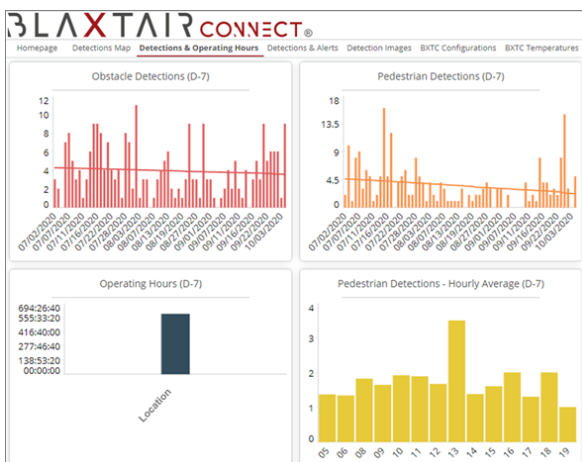 BLAXTAIR CONNECT®
Homepage Detections Map Detections & Operating Hours Detections & Alerts Detection Images BXTC Configurations BXTC Temperatures
Obstacle Detections (D-7)
12
10
8
6
4
2
0
07/02/2020 07/07/2020 07/11/2020 07/16/2020 07/22/2020 07/28/2020 08/03/2020 08/07/2020 08/13/2020 08/19/2020 08/27/2020 09/01/2020 09/07/2020 09/11/2020 09/16/2020 09/22/2020 10/03/2020
Pedestrian Detections (D-7)
18
13.5
9
4.5
0
07/02/2020 07/07/2020 07/11/2020 07/16/2020 07/22/2020 07/28/2020 08/03/2020 08/07/2020 08/13/2020 08/19/2020 08/27/2020 09/01/2020 09/07/2020 09/11/2020 09/16/2020 09/22/2020 10/03/2020
Operating Hours (D-7)
694:26:40
555:33:20
416:40:00
277:46:40
138:53:20
00:00:00
Location
Pedestrian Detections - Hourly Average (D-7)
4
3
2
1
0
05 06 08 09 10 11 12 13 14 15 16 17 18 19